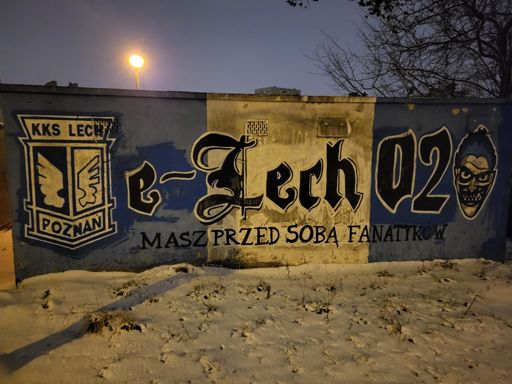 KKS LECH
POZNAŃ
e-Lech 02
MASZ PRZED SOBĄ FANATYKÓW